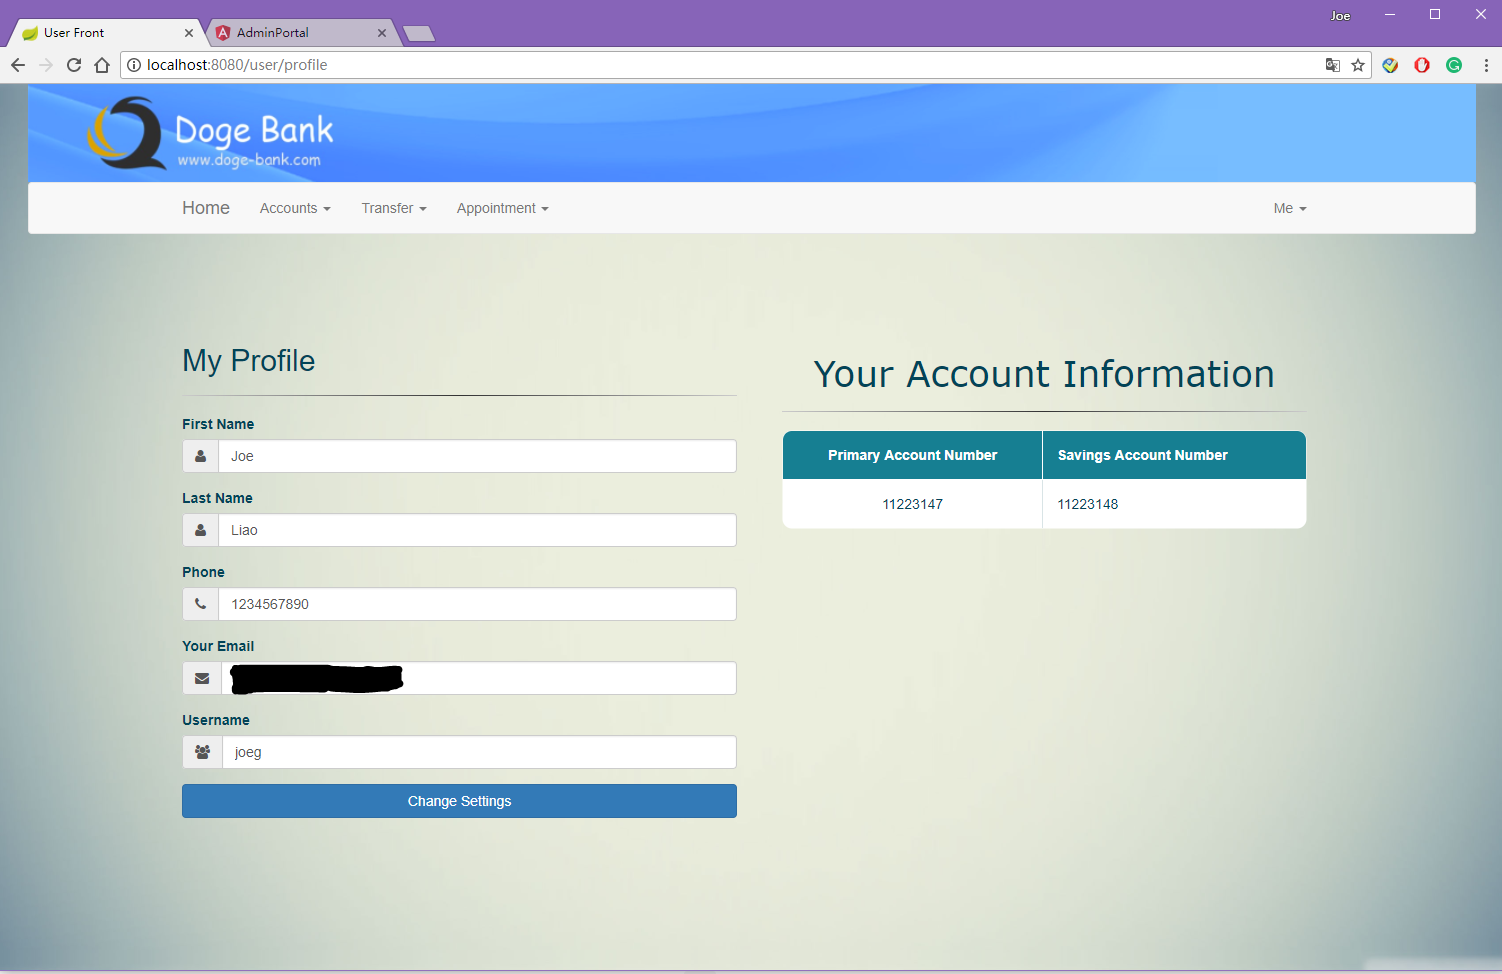 Joe
User Front
AdminPortal
localhost:8080/user/profile
Doge Bank
www.doge-bank.com
Home Accounts Transfer Appointment Me
My Profile
Your Account Information
First Name
Joe
Primary Account Number Savings Account Number
11223147 11223148
Last Name
Liao
Phone
1234567890
Your Email
Username
joeg
Change Settings